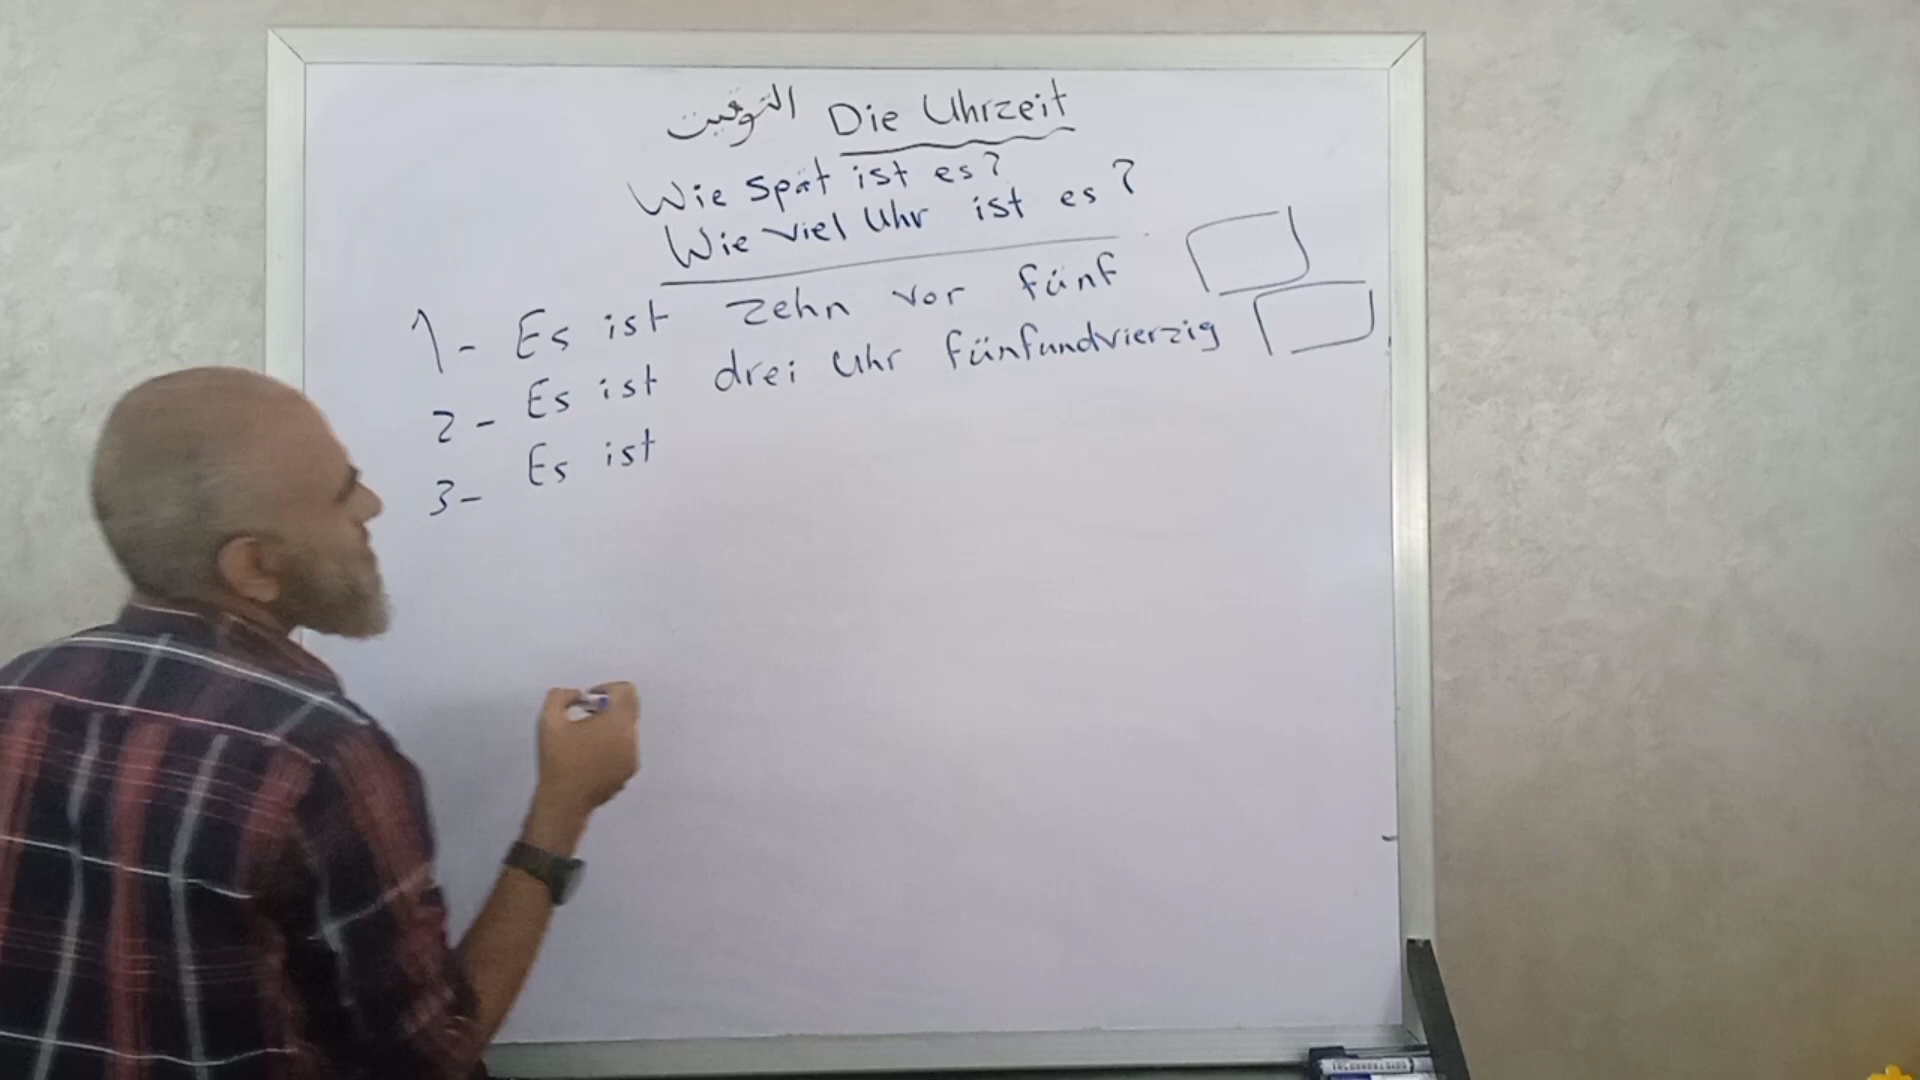 التوقيت Die Uhrzeit
Wie spät ist es?
Wie viel Uhr ist es?
1- Es ist zehn vor fünf
2- Es ist drei Uhr fünfundvierzig
3- Es ist